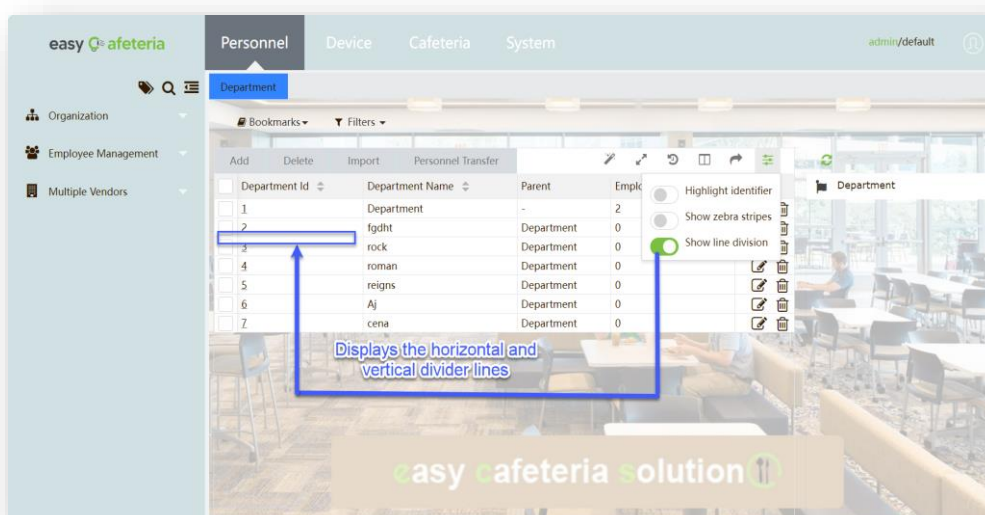 easy Cafeteria
Personnel Device Cafeteria System
admin/default
Department
Organization
Bookmarks Filters
Employee Management
Add Delete Import Personnel Transfer
Multiple Vendors
Department
Department Id Department Name Parent Emplo
Highlight identifier
Show zebra stripes
Show line division
1 Department - 2
2 fgdht Department 0
3 rock Department 0
4 roman Department 0
5 reigns Department 0
6 Aj Department 0
7 cena Department 0
Displays the horizontal and
vertical divider lines
easy cafeteria solution